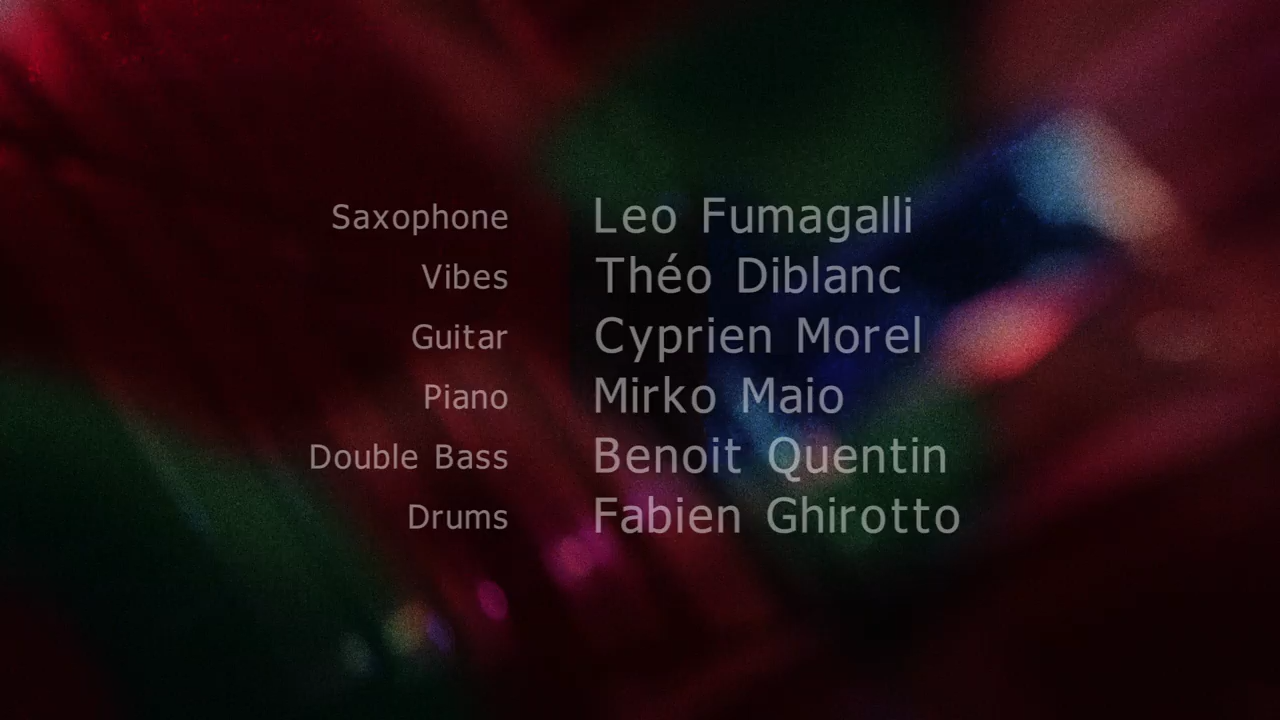 Saxophone Leo Fumagalli
Vibes Théo Diblanc
Guitar Cyprien Morel
Piano Mirko Maio
Double Bass Benoit Quentin
Drums Fabien Ghirotto